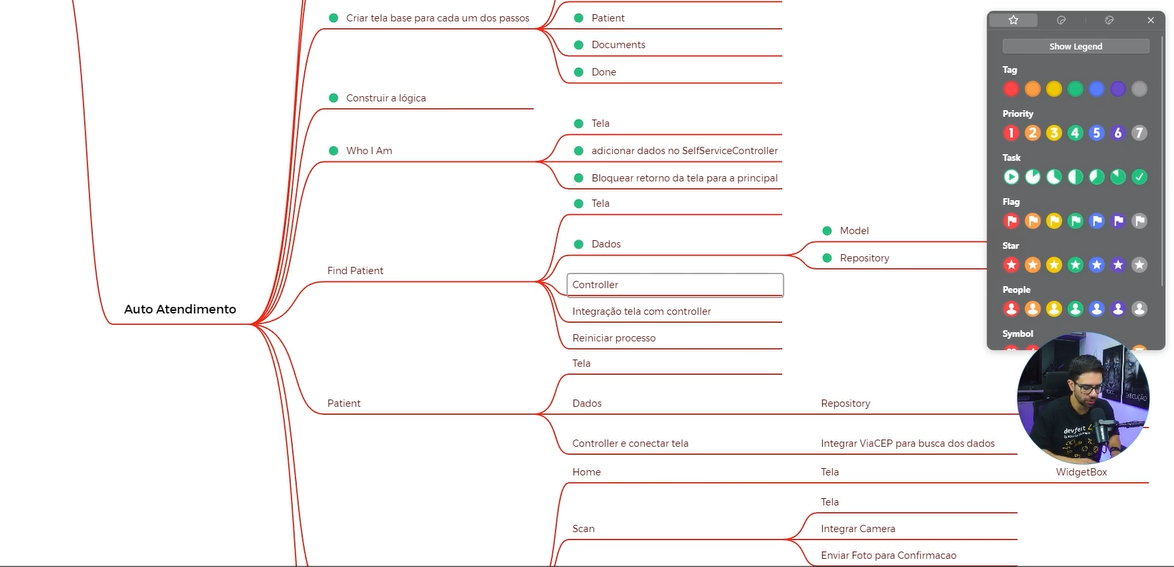 Criar tela base para cada um dos passos
Patient
Documents
Done
Construir a lógica
Who I Am
Tela
adicionar dados no SelfServiceController
Bloquear retorno da tela para a principal
Auto Atendimento
Find Patient
Tela
Dados
Model
Repository
Controller
Integração tela com controller
Reiniciar processo
Patient
Tela
Dados
Repository
Controller e conectar tela
Integrar ViaCEP para busca dos dados
Home
Tela
WidgetBox
Scan
Tela
Integrar Camera
Enviar Foto para Confirmacao
Show Legend
Tag
Priority
1 2 3 4 5 6 7
Task
Flag
Star
People
Symbol